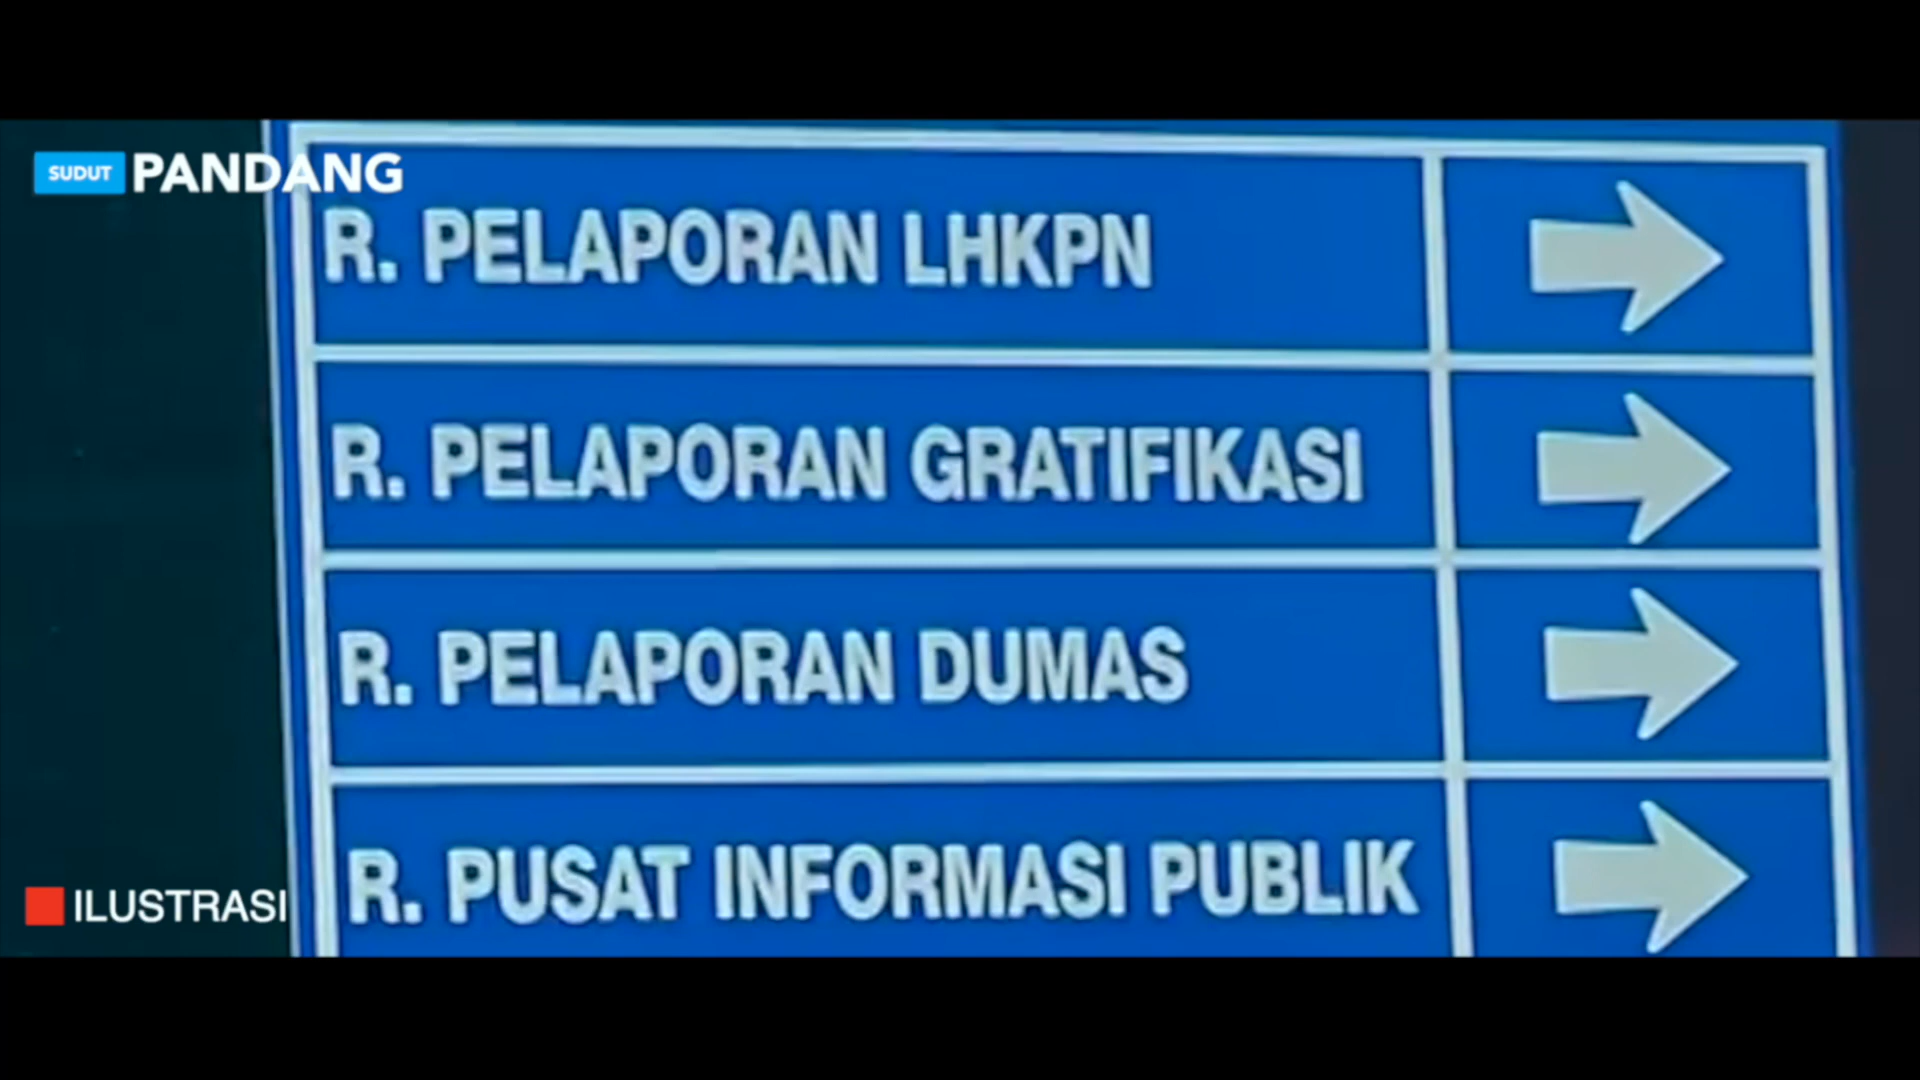 SUDUT PANDANG
R. PELAPORAN LHKPN
R. PELAPORAN GRATIFIKASI
R. PELAPORAN DUMAS
R. PUSAT INFORMASI PUBLIK
ILUSTRASI